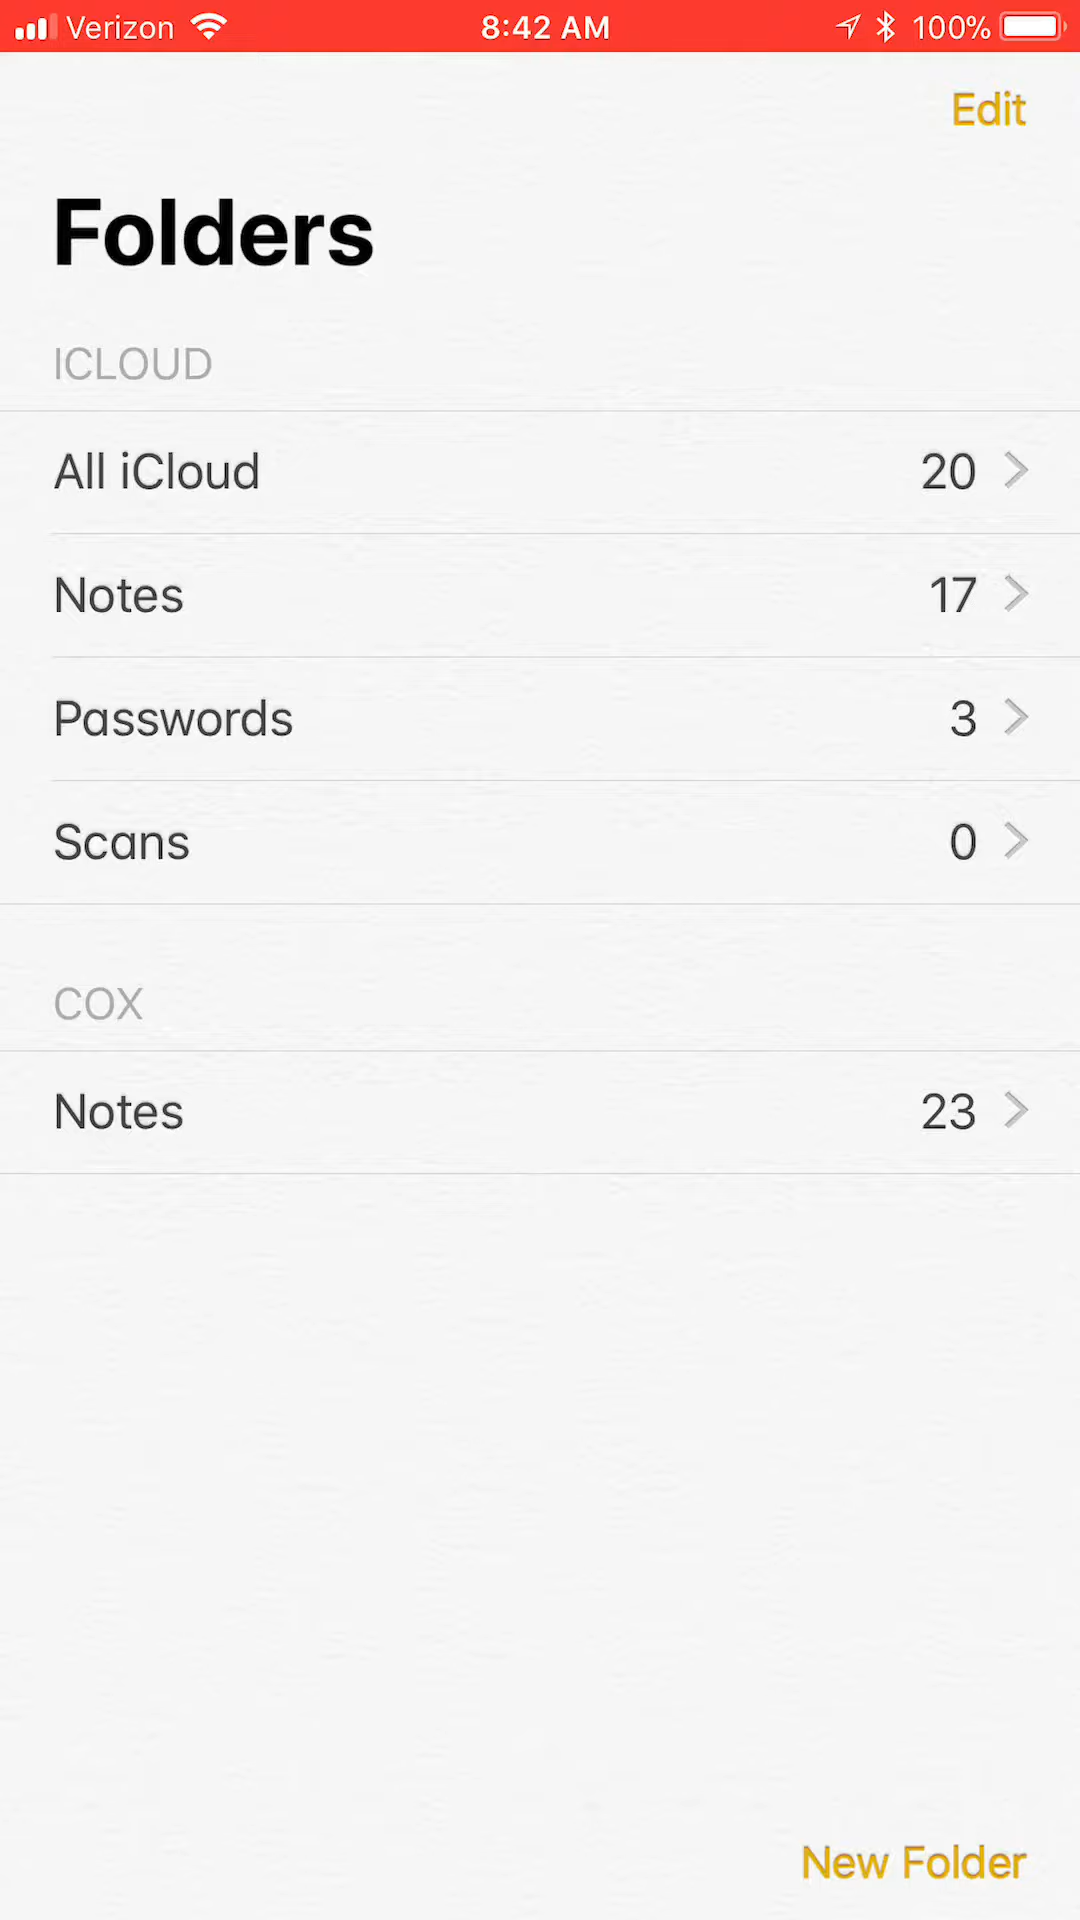 Verizon 8:42 AM 100%
Edit
Folders
ICLOUD
All iCloud 20
Notes 17
Passwords 3
Scans 0
COX
Notes 23
New Folder